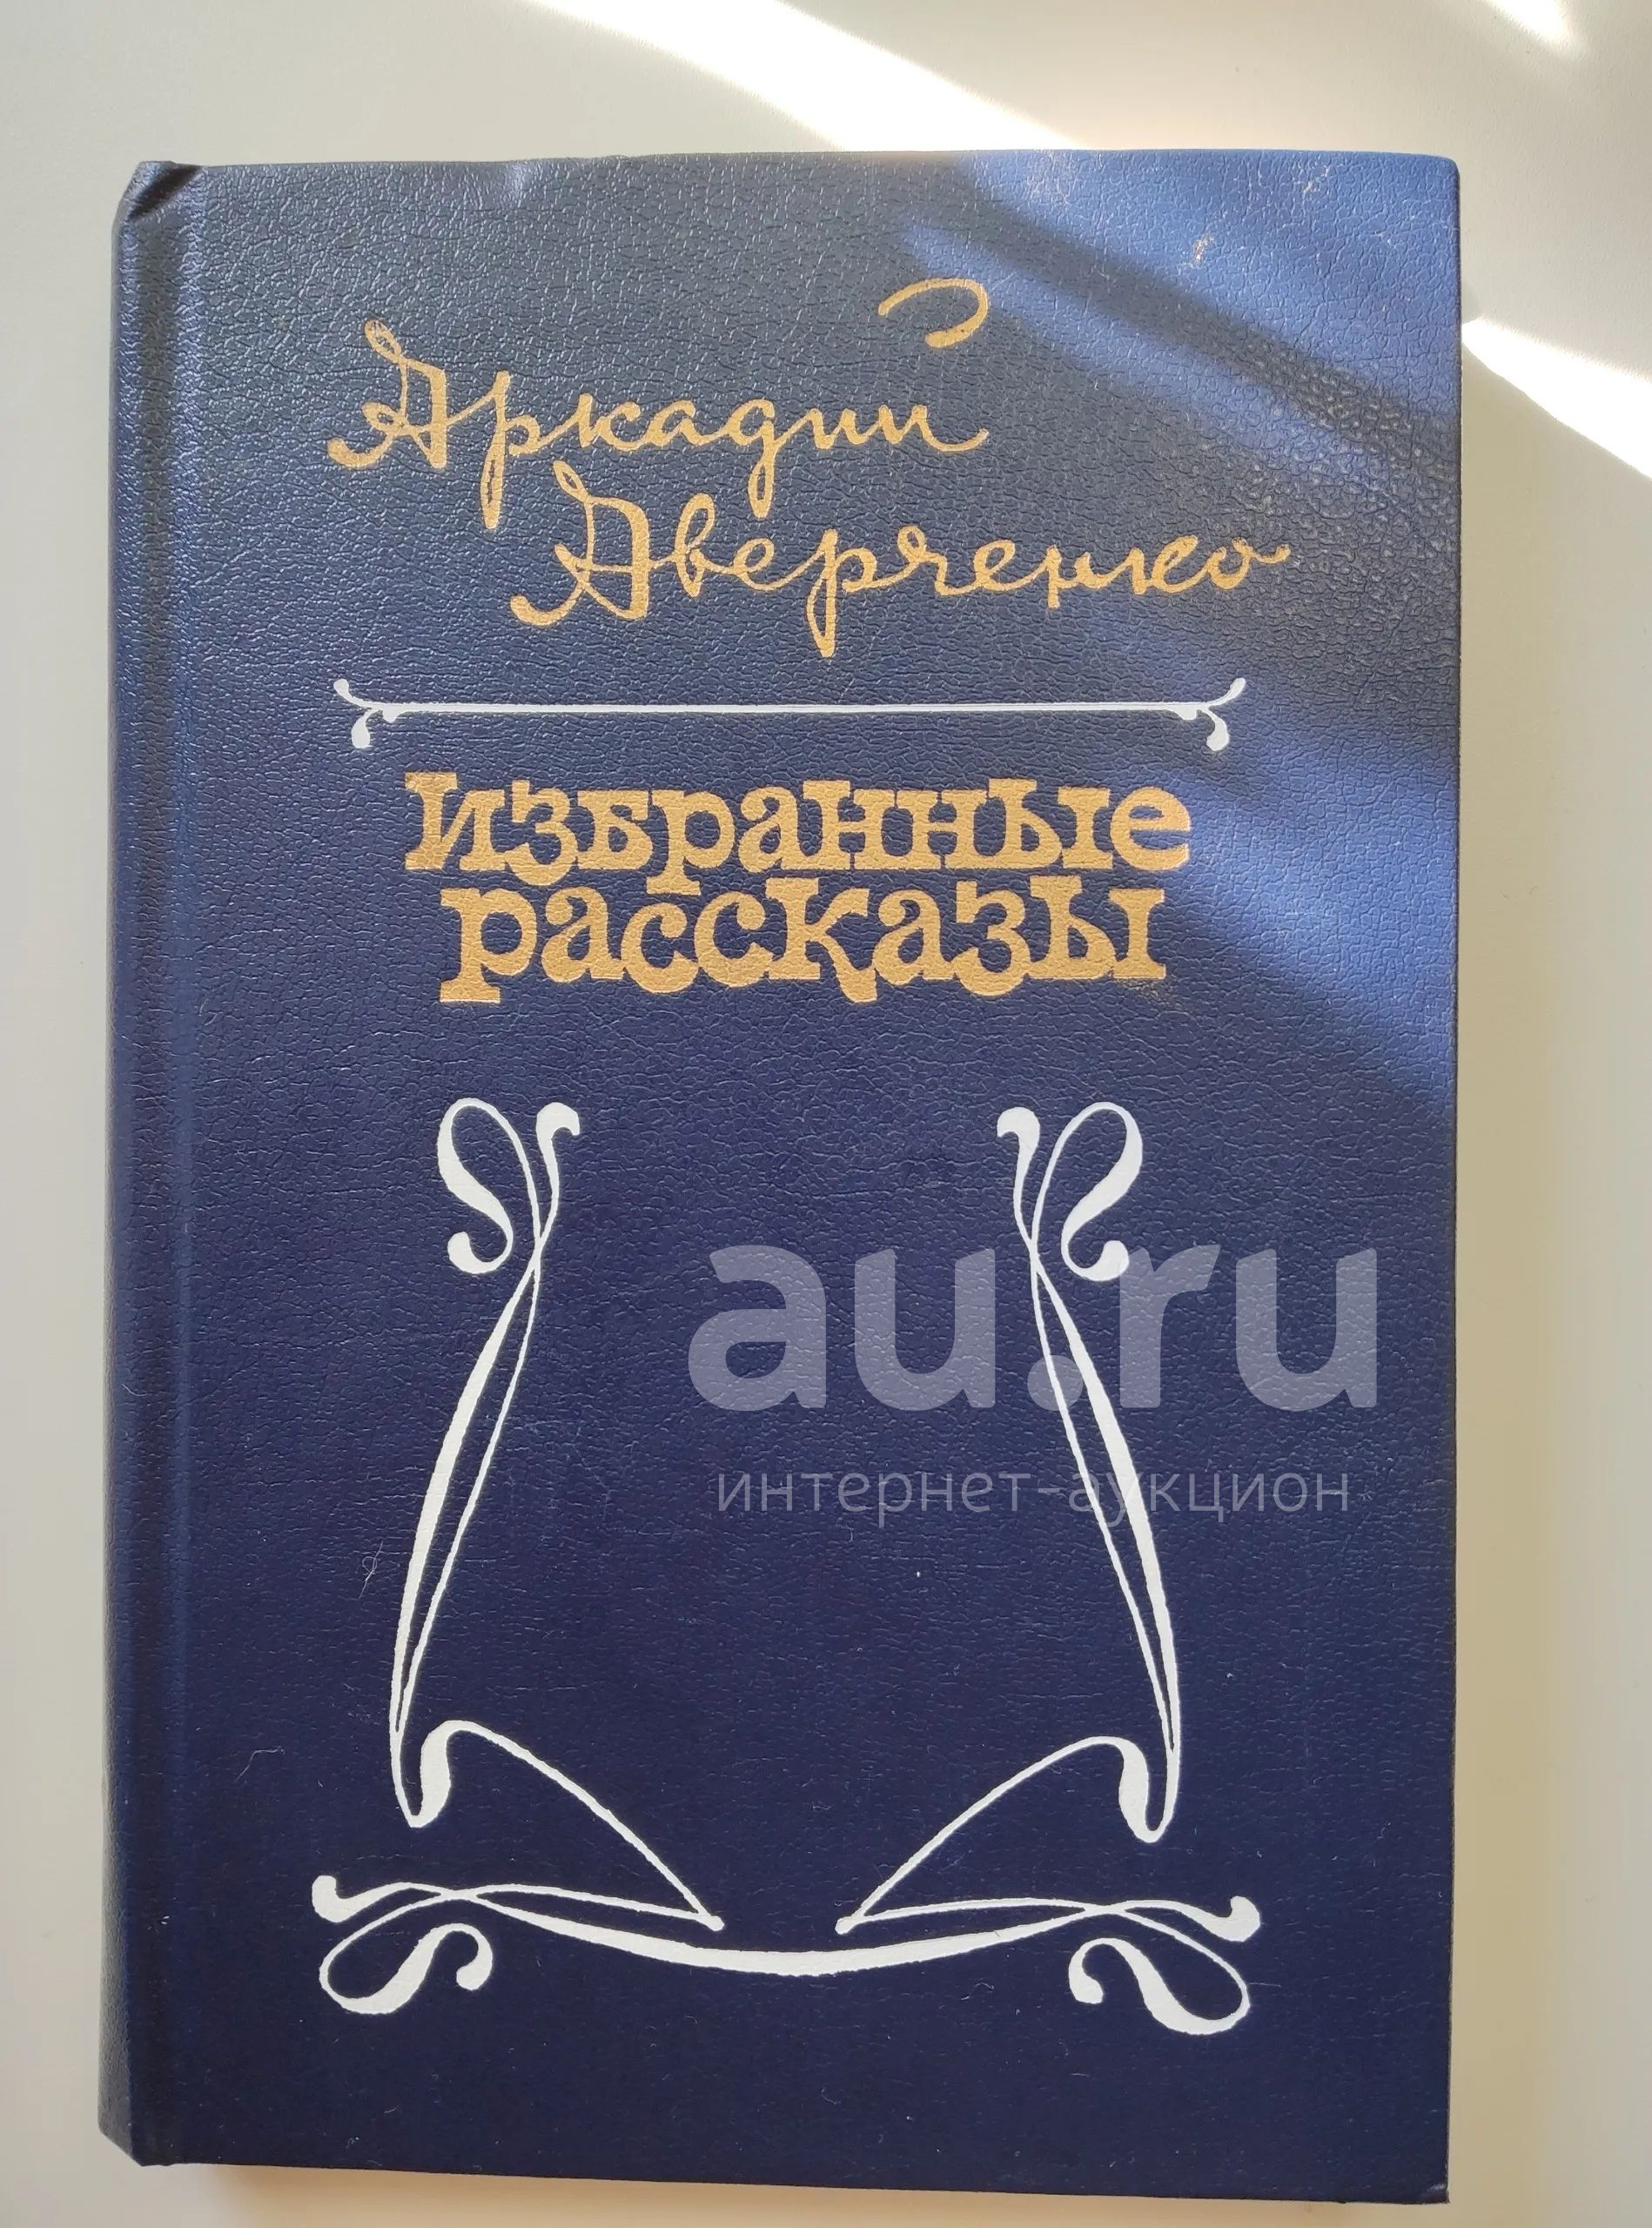 Аркадий
Аверченко
Избранные
рассказы
au.ru
интернет-аукцион